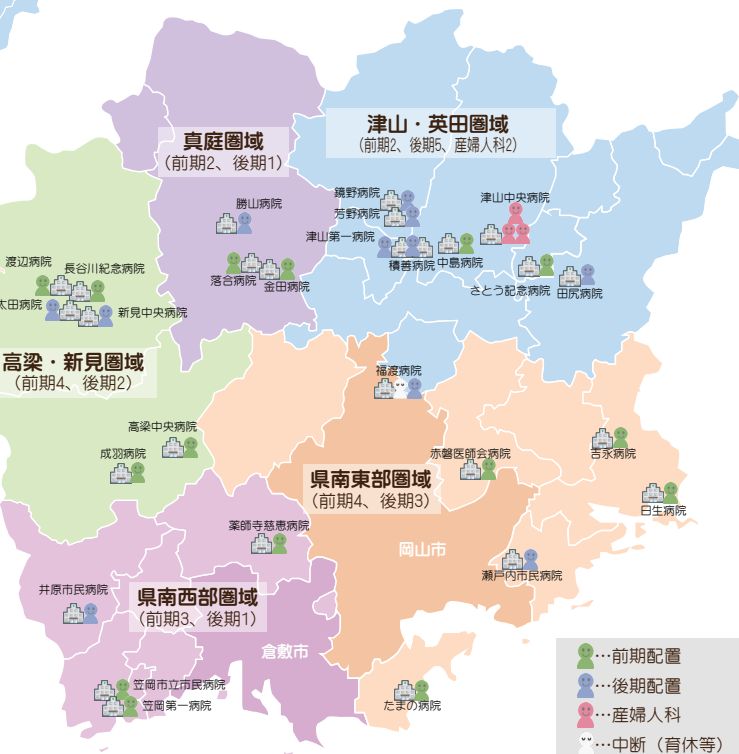 真庭圏域
(前期2、後期1)
勝山病院
落合病院
金田病院
津山・英田圏域
(前期2、後期5、産婦人科2)
鏡野病院
芳野病院
津山第一病院
積善病院
中島病院
津山中央病院
さとう記念病院
田尻病院
渡辺病院
長谷川紀念病院
太田病院
新見中央病院
高梁・新見圏域
(前期4、後期2)
高梁中央病院
成羽病院
福渡病院
赤磐医師会病院
吉永病院
日生病院
県南東部圏域
(前期4、後期3)
岡山市
瀬戸内市民病院
たまの病院
薬師寺慈恵病院
井原市民病院
県南西部圏域
(前期3、後期1)
倉敷市
笠岡市立市民病院
笠岡第一病院
…前期配置
…後期配置
…産婦人科
…中断（育休等）